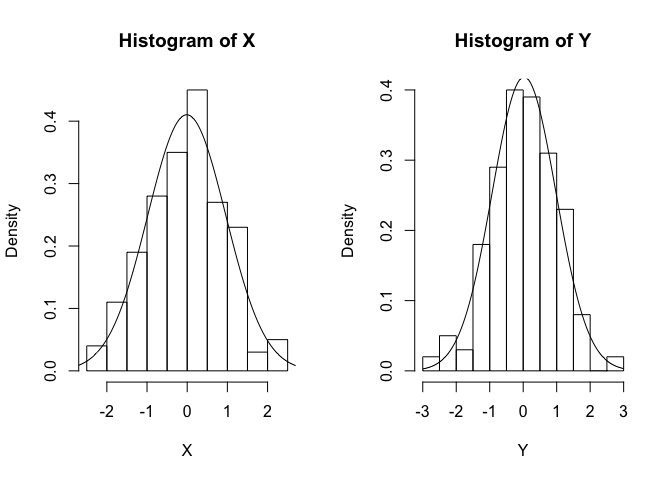 Histogram of X
Density
0.0 0.1 0.2 0.3 0.4
-2 -1 0 1 2
X
Histogram of Y
Density
0.0 0.1 0.2 0.3 0.4
-3 -2 -1 0 1 2 3
Y